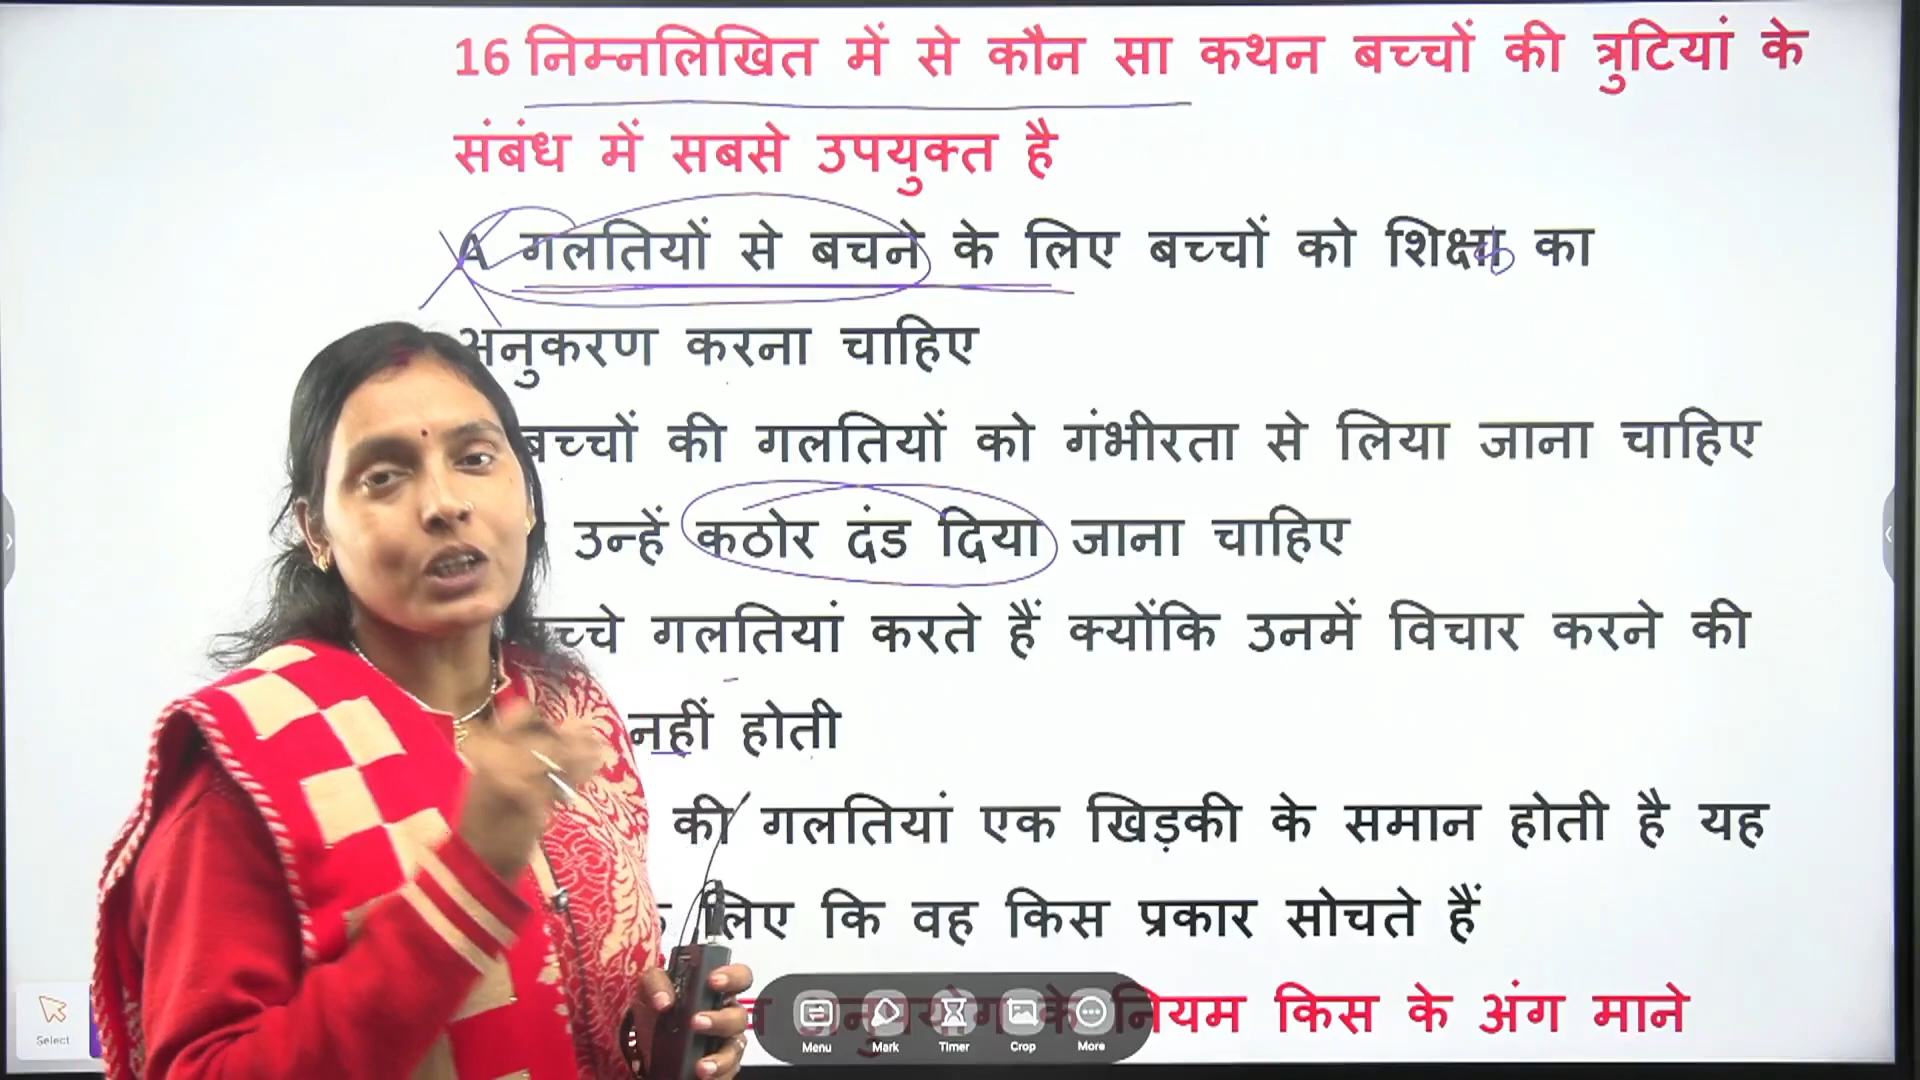 16 निम्नलिखित में से कौन सा कथन बच्चों की त्रुटियां के
संबंध में सबसे उपयुक्त है
A गलतियों से बचने के लिए बच्चों को शिक्षा का
अनुकरण करना चाहिए
बच्चों की गलतियों को गंभीरता से लिया जाना चाहिए
उन्हें कठोर दंड दिया जाना चाहिए
गलतियां करते हैं क्योंकि उनमें विचार करने की
नहीं होती
की गलतियां एक खिड़की के समान होती है यह
लिए कि वह किस प्रकार सोचते हैं
के नियम किस के अंग माने
Select
Menu Mark Timer Crop More